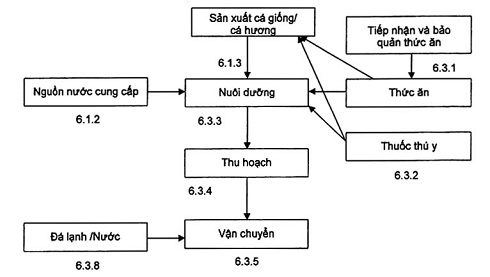 Sản xuất cá giống/
cá hương
Tiếp nhận và bảo
quản thức ăn
6.1.3
6.3.1
Nguồn nước cung cấp
Nuôi dưỡng
Thức ăn
6.1.2
6.3.3
Thuốc thú y
Thu hoạch
6.3.2
6.3.4
Đá lạnh /Nước
Vận chuyển
6.3.8
6.3.5